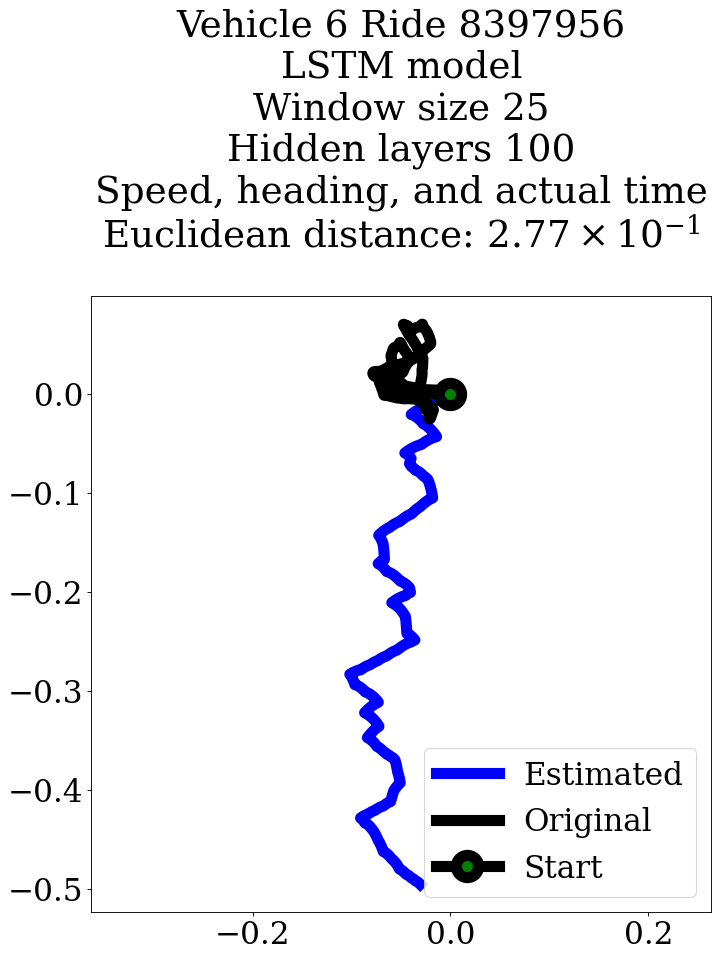 Vehicle 6 Ride 8397956
LSTM model
Window size 25
Hidden layers 100
Speed, heading, and actual time
Euclidean distance: 2.77 × 10⁻¹
0.0
−0.1
−0.2
−0.3
−0.4
−0.5
Estimated
Original
Start
−0.2 0.0 0.2